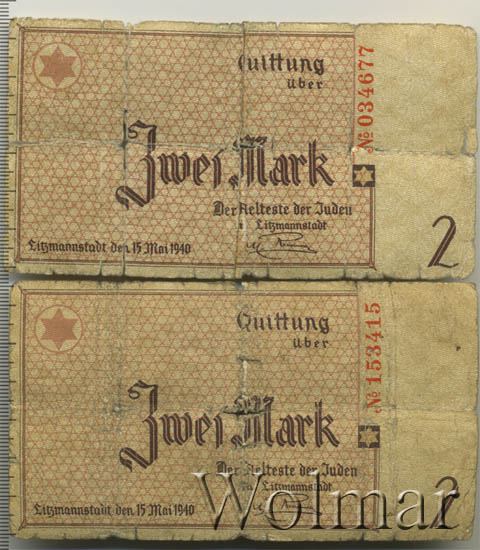 Quittung
über
№ 034677
Zwei Mark
Der Aelteste der Juden
in Litzmannstadt
Litzmannstadt, den 15. Mai 1940
2
Quittung
über
№ 153415
Zwei Mark
Der Aelteste der Juden
in Litzmannstadt
Litzmannstadt, den 15. Mai 1940
2
Wolmar